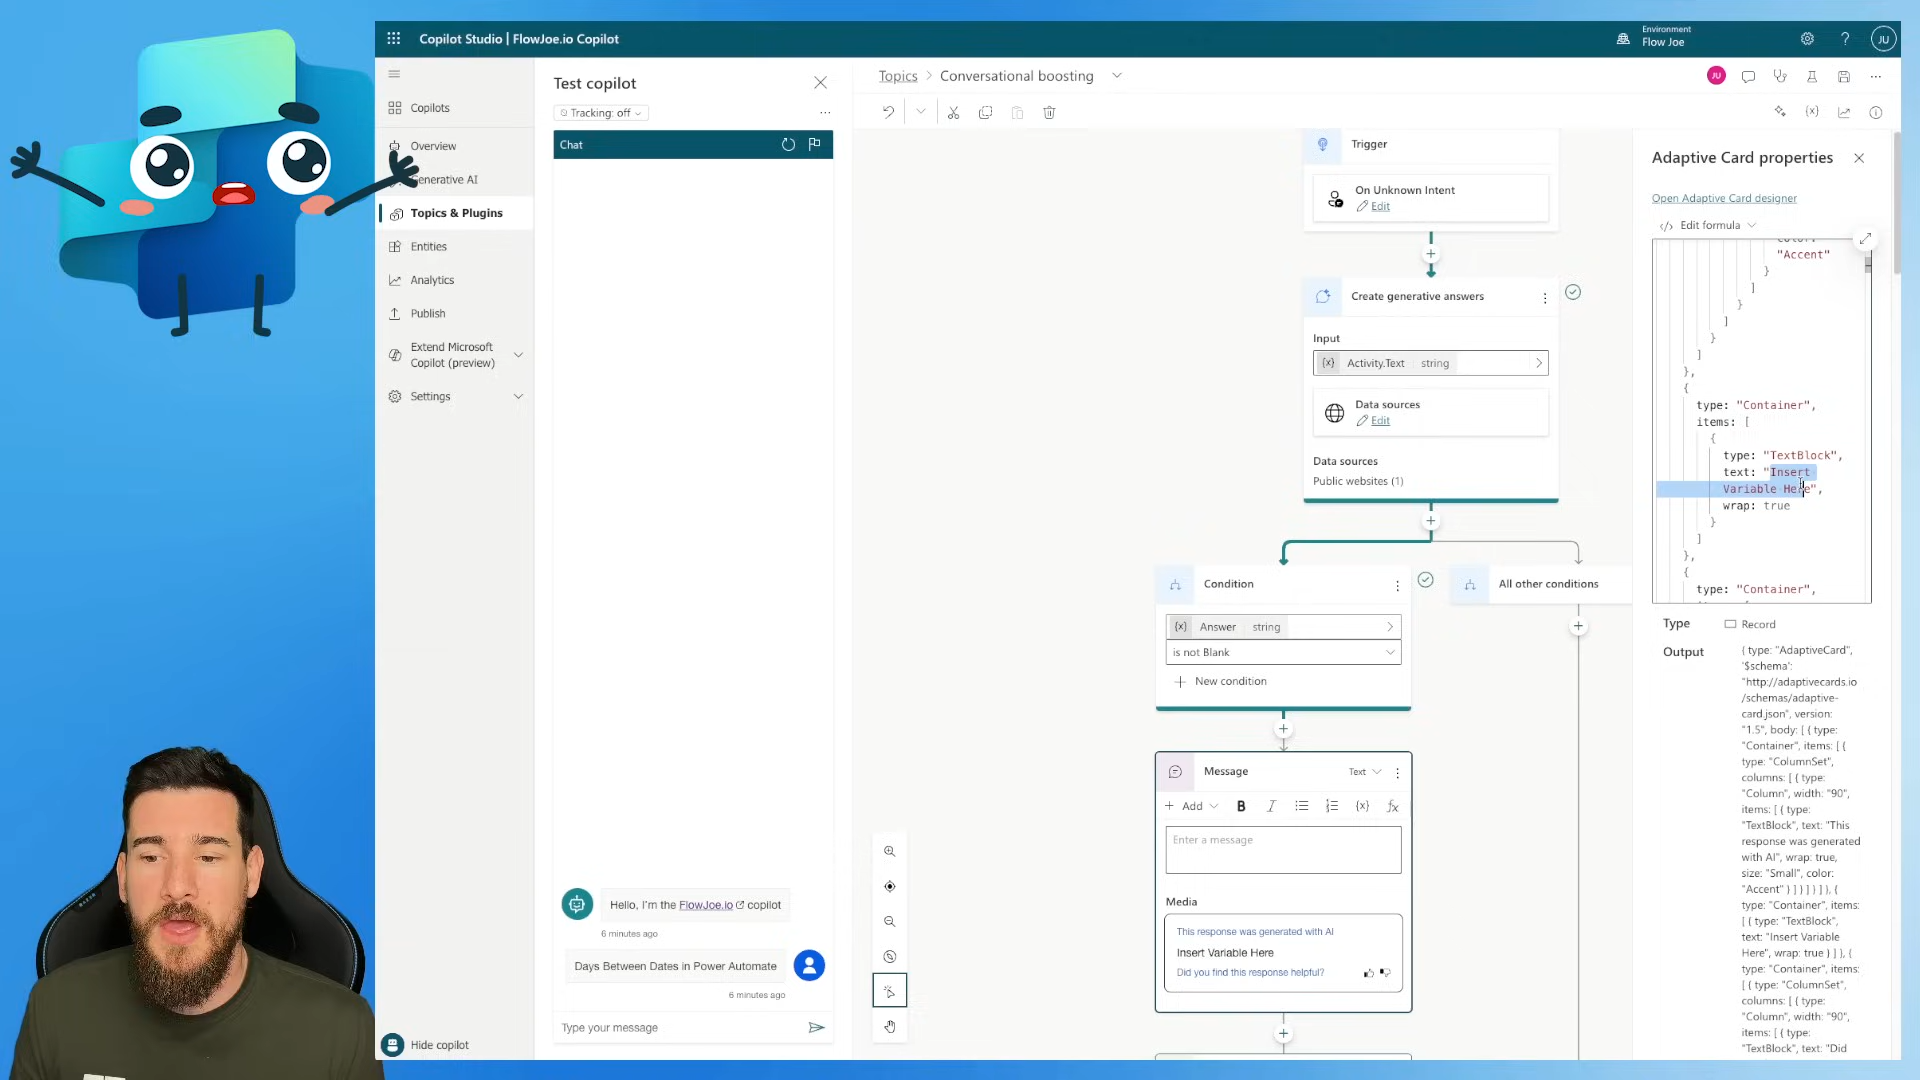 Copilot Studio | FlowJoe.io Copilot
Environment
Flow Joe
JU
Copilots
Overview
Generative AI
Topics & Plugins
Entities
Analytics
Publish
Extend Microsoft
Copilot (preview)
Settings
Hide copilot
Test copilot
Tracking: off
Chat
Hello, I'm the FlowJoe.io copilot
6 minutes ago
Days Between Dates in Power Automate
6 minutes ago
Type your message
Topics > Conversational boosting
JU
Trigger
On Unknown Intent
Edit
Create generative answers
Input
{x} Activity.Text string
Data sources
Edit
Data sources
Public websites (1)
Condition
{x} Answer string
is not Blank
New condition
All other conditions
Message
Text
Add B I {x} fx
Enter a message
Media
This response was generated with AI
Insert Variable Here
Did you find this response helpful?
Adaptive Card properties
Open Adaptive Card designer
</> Edit formula
color:
"Accent"
}
]
}
]
}
]
},
{
type: "Container",
items: [
{
type: "TextBlock",
text: "Insert
Variable Here",
wrap: true
}
]
},
{
type: "Container",
Type
Record
Output
{ type: "AdaptiveCard",
'$schema':
"http://adaptivecards.io
/schemas/adaptive-
card.json", version:
"1.5", body: [ { type:
"Container", items: [ {
type: "ColumnSet",
columns: [ { type:
"Column", width: "90",
items: [ { type:
"TextBlock", text: "This
response was generated
with AI", wrap: true,
size: "Small", color:
"Accent" } ] } ] } ] }, {
type: "Container", items:
[ { type: "TextBlock",
text: "Insert Variable
Here", wrap: true } ] }, {
type: "Container", items:
[ { type: "ColumnSet",
columns: [ { type:
"Column", width: "90",
items: [ { type:
"TextBlock", text: "Did